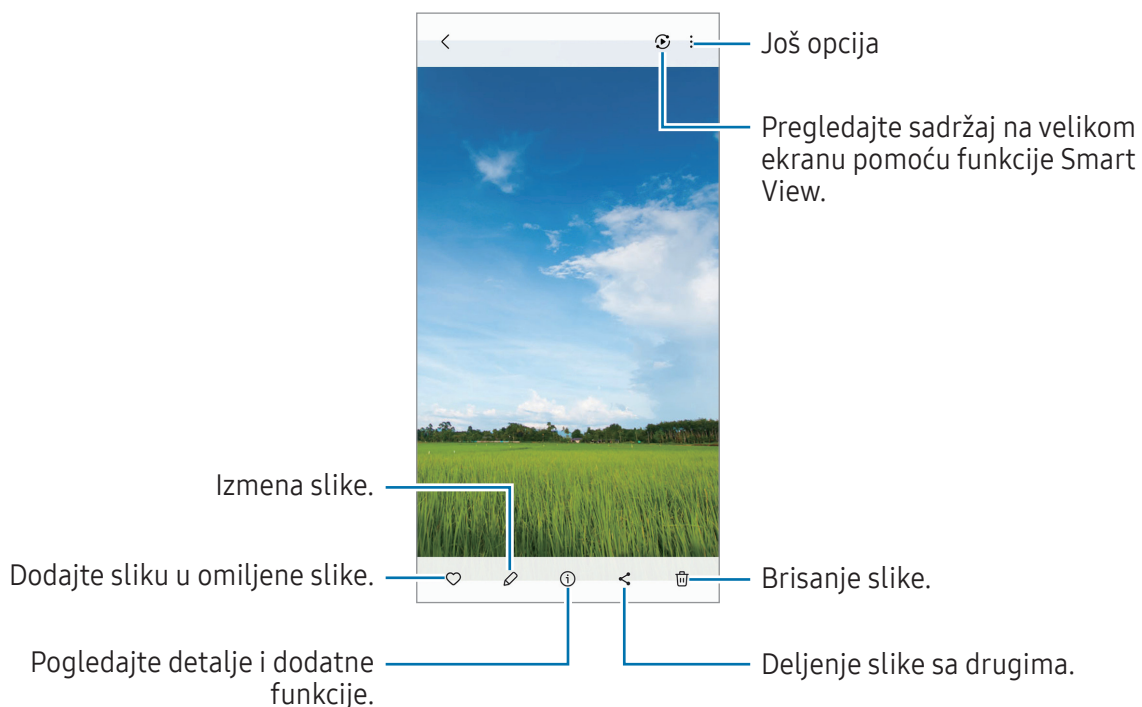 Još opcija
Pregledajte sadržaj na velikom
ekranu pomoću funkcije Smart
View.
Izmena slike.
Dodajte sliku u omiljene slike.
Brisanje slike.
Pogledajte detalje i dodatne
funkcije.
Deljenje slike sa drugima.